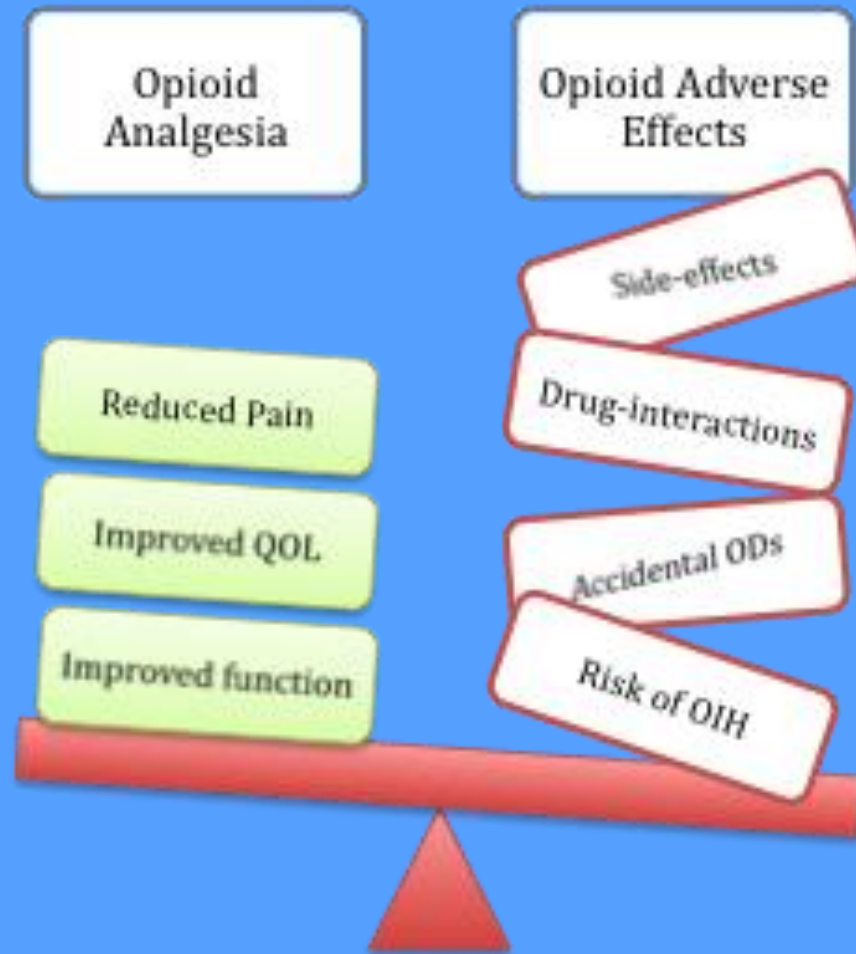 Opioid
Analgesia
Opioid Adverse
Effects
Side-effects
Reduced Pain
Drug-interactions
Improved QOL
Accidental ODs
Improved function
Risk of OIH